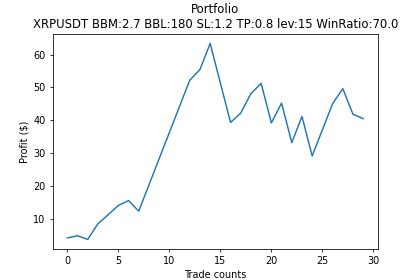 Portfolio
XRPUSDT BBM:2.7 BBL:180 SL:1.2 TP:0.8 lev:15 WinRatio:70.0
60
50
40
30
20
10
Profit ($)
0 5 10 15 20 25 30
Trade counts